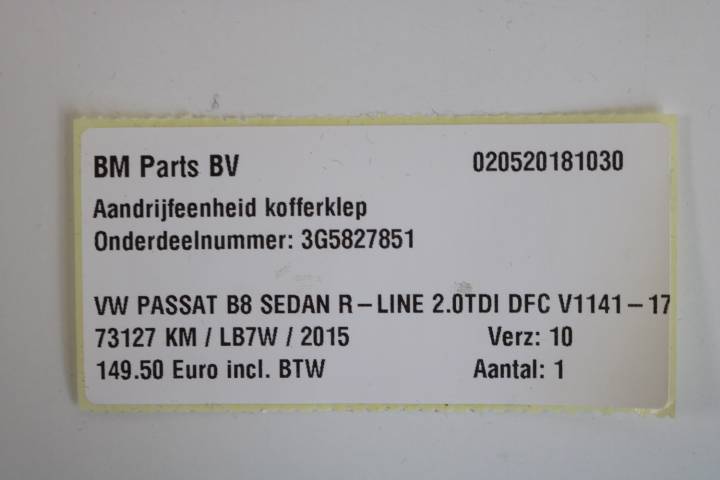 BM Parts BV 020520181030
Aandrijfeenheid kofferklep
Onderdeelnummer: 3G5827851
VW PASSAT B8 SEDAN R-LINE 2.0TDI DFC V1141-17
73127 KM / LB7W / 2015 Verz: 10
149.50 Euro incl. BTW Aantal: 1